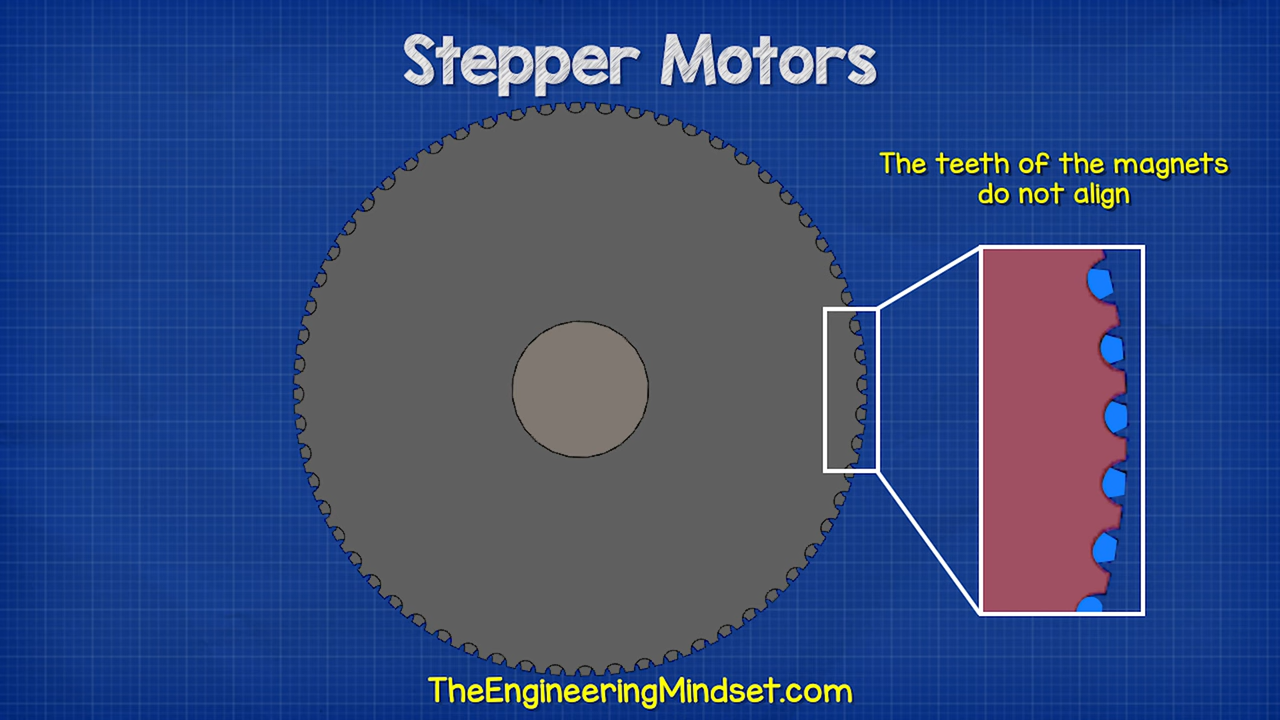 Stepper Motors
The teeth of the magnets
do not align
TheEngineeringMindset.com